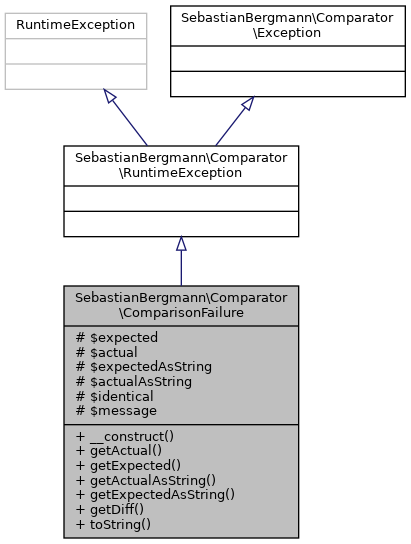 RuntimeException
SebastianBergmann\Comparator
\Exception
SebastianBergmann\Comparator
\RuntimeException
SebastianBergmann\Comparator
\ComparisonFailure
# $expected
# $actual
# $expectedAsString
# $actualAsString
# $identical
# $message
+ __construct()
+ getActual()
+ getExpected()
+ getActualAsString()
+ getExpectedAsString()
+ getDiff()
+ toString()